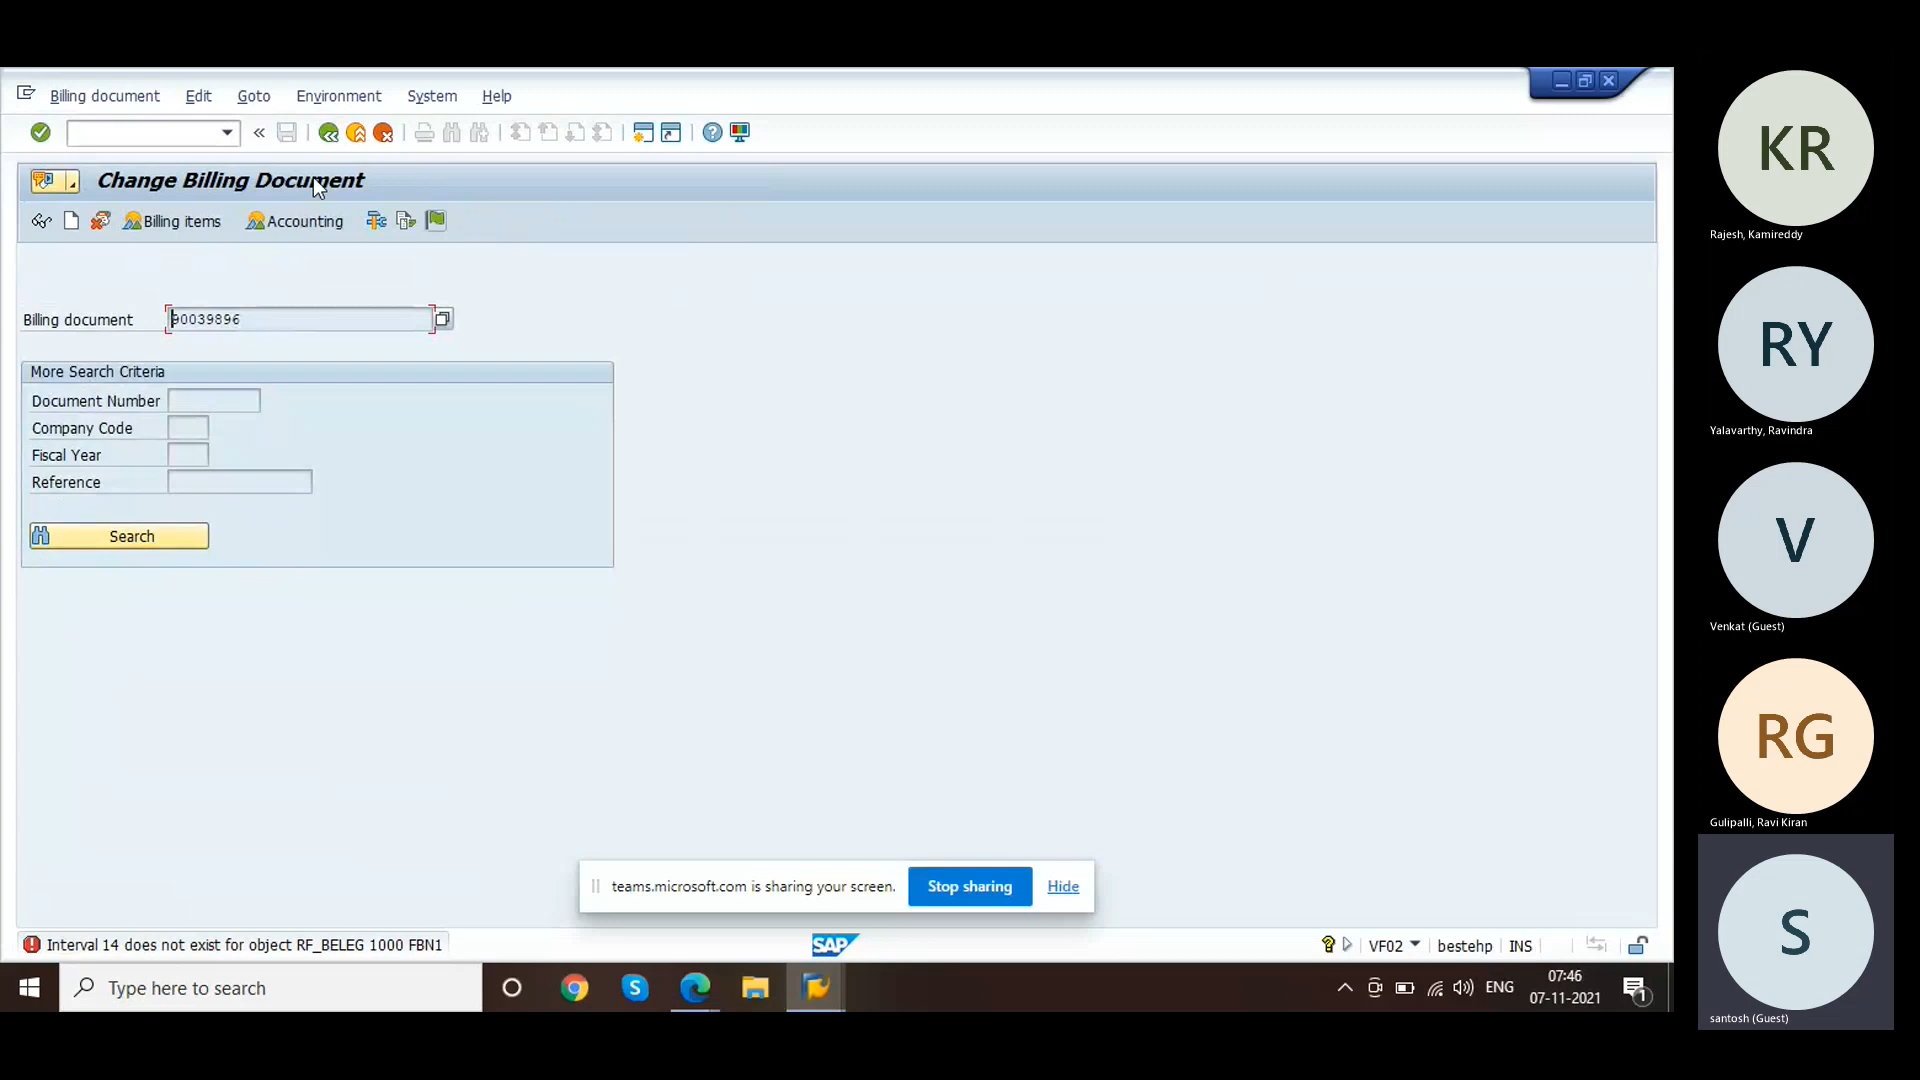 Billing document Edit Goto Environment System Help
Change Billing Document
Billing items Accounting
Billing document 90039896
More Search Criteria
Document Number
Company Code
Fiscal Year
Reference
Search
teams.microsoft.com is sharing your screen. Stop sharing Hide
Interval 14 does not exist for object RF_BELEG 1000 FBN1
SAP
VF02 bestehp INS
Type here to search
ENG
07:46
07-11-2021
1
KR
Rajesh, Kamireddy
RY
Yalavarthy, Ravindra
V
Venkat (Guest)
RG
Gulipalli, Ravi Kiran
S
santosh (Guest)